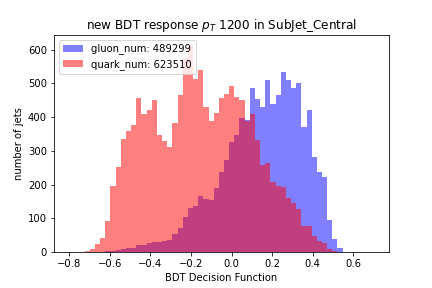 new BDT response p_T 1200 in SubJet_Central
gluon_num: 489299
quark_num: 623510
number of jets
600
500
400
300
200
100
0
−0.8 −0.6 −0.4 −0.2 0.0 0.2 0.4 0.6
BDT Decision Function